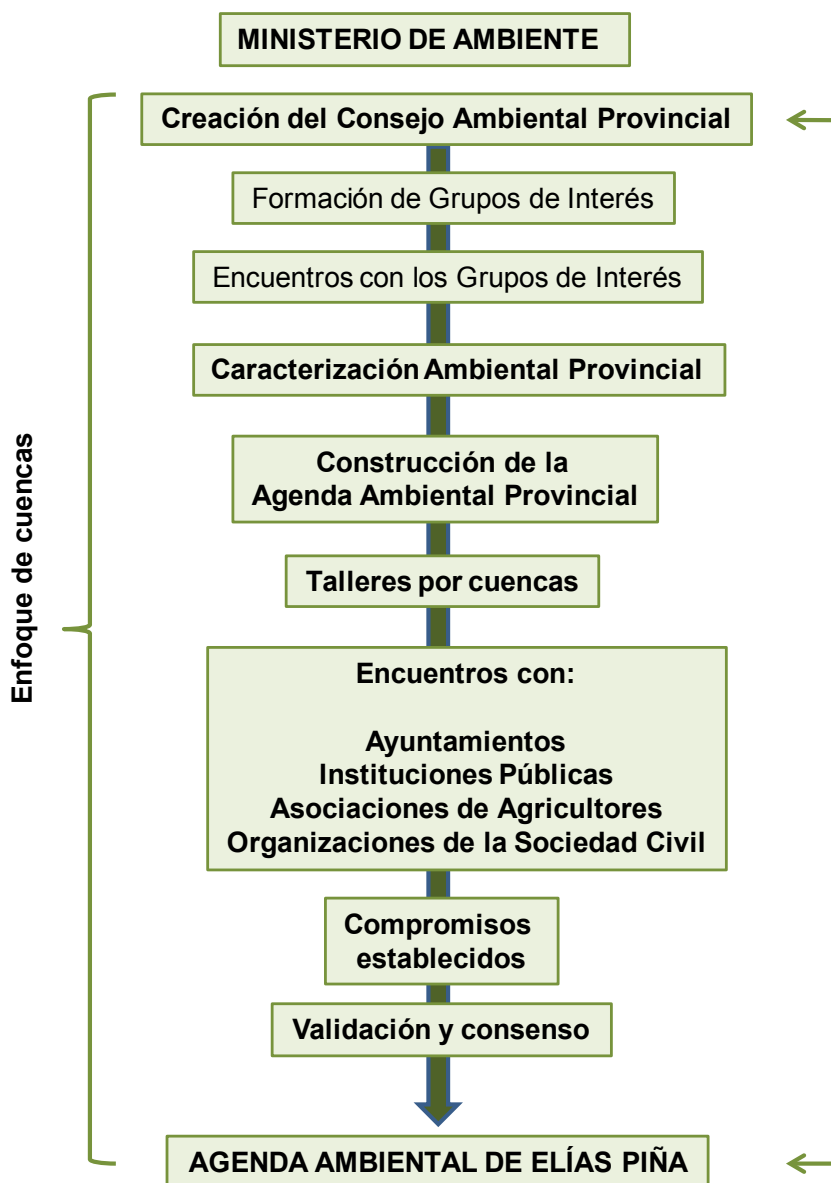 MINISTERIO DE AMBIENTE
Creación del Consejo Ambiental Provincial
Formación de Grupos de Interés
Encuentros con los Grupos de Interés
Caracterización Ambiental Provincial
Construcción de la
Agenda Ambiental Provincial
Talleres por cuencas
Encuentros con:
Ayuntamientos
Instituciones Públicas
Asociaciones de Agricultores
Organizaciones de la Sociedad Civil
Compromisos
establecidos
Validación y consenso
AGENDA AMBIENTAL DE ELÍAS PIÑA
Enfoque de cuencas